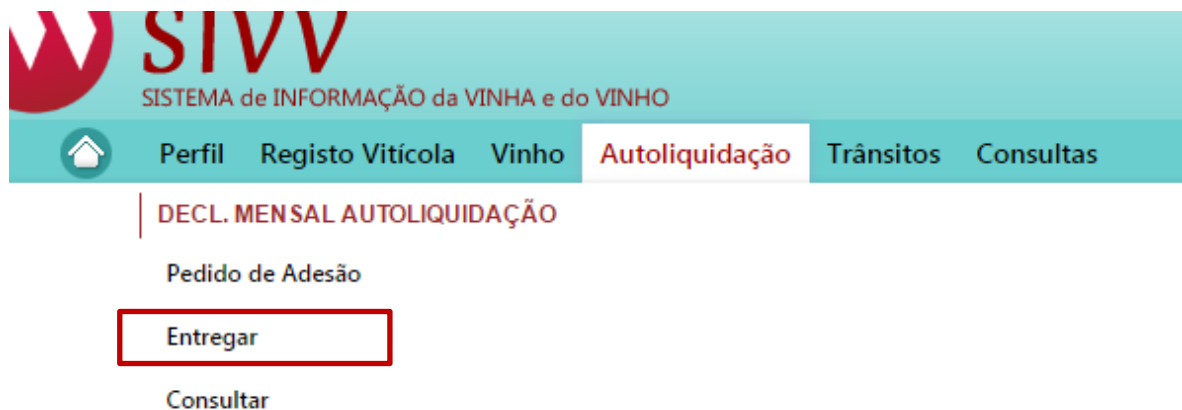 SIVV
SISTEMA de INFORMAÇÃO da VINHA e do VINHO
Perfil Registo Vitícola Vinho Autoliquidação Trânsitos Consultas
DECL. MENSAL AUTOLIQUIDAÇÃO
Pedido de Adesão
Entregar
Consultar